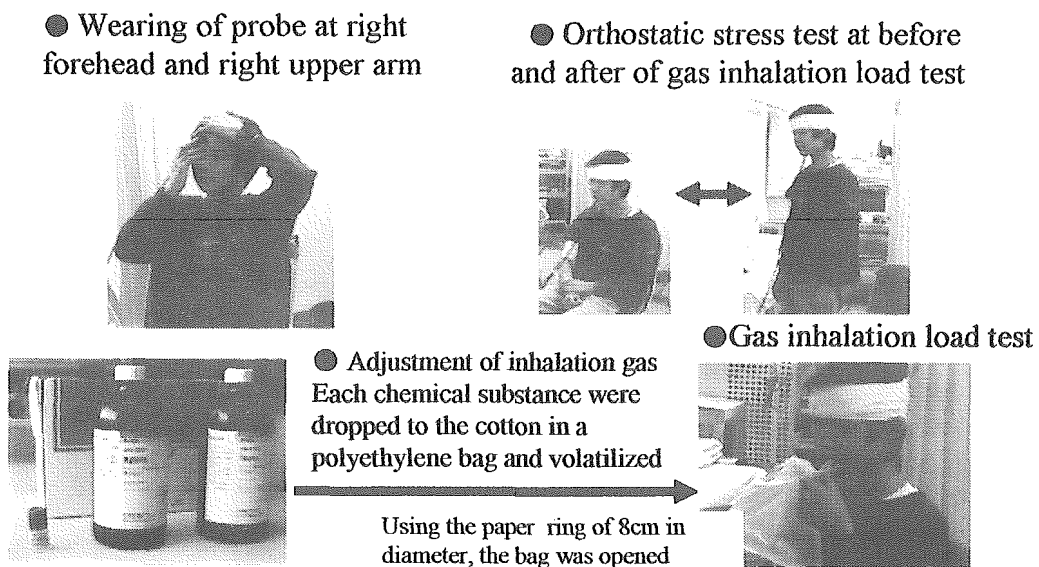 ● Wearing of probe at right
forehead and right upper arm
● Orthostatic stress test at before
and after of gas inhalation load test
● Adjustment of inhalation gas
Each chemical substance were
dropped to the cotton in a
polyethylene bag and volatilized
Using the paper ring of 8cm in
diameter, the bag was opened
●Gas inhalation load test